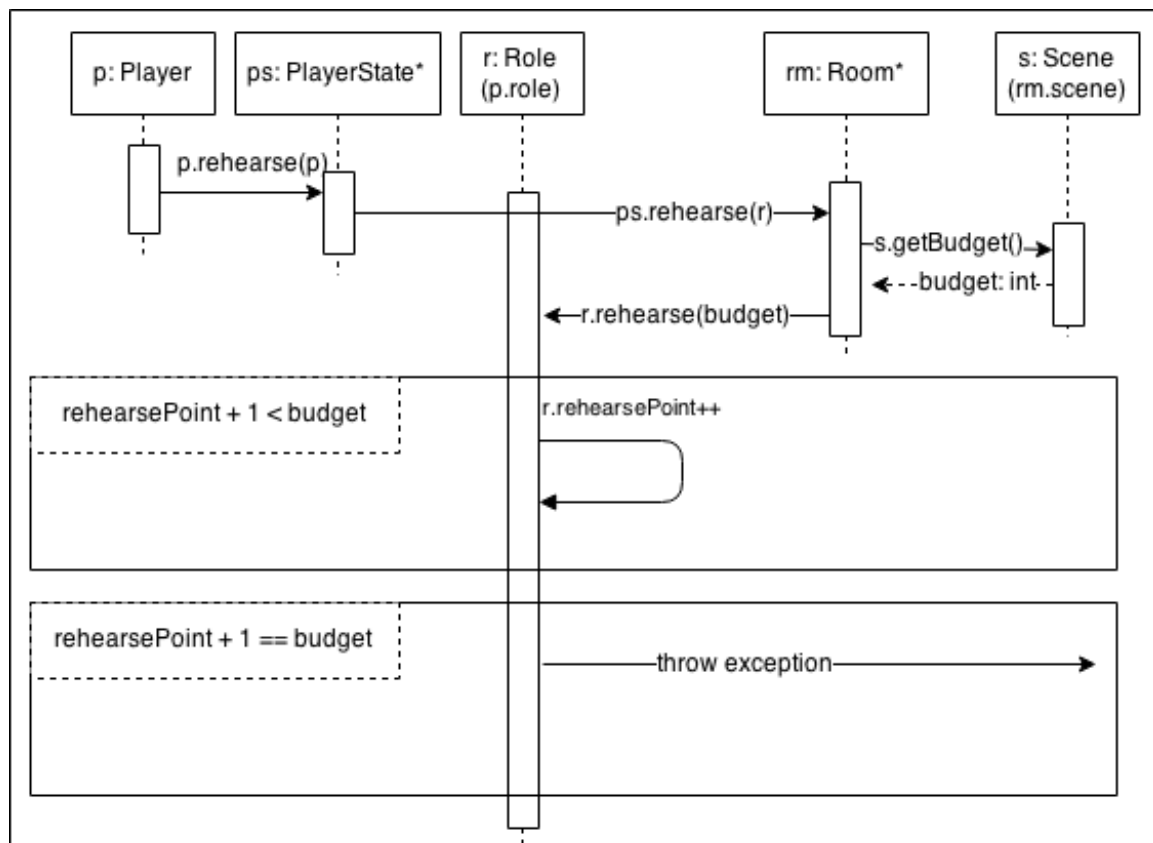 p: Player
ps: PlayerState*
r: Role
(p.role)
rm: Room*
s: Scene
(rm.scene)
p.rehearse(p)
ps.rehearse(r)
s.getBudget()
budget: int
r.rehearse(budget)
rehearsePoint + 1 < budget
r.rehearsePoint++
rehearsePoint + 1 == budget
throw exception